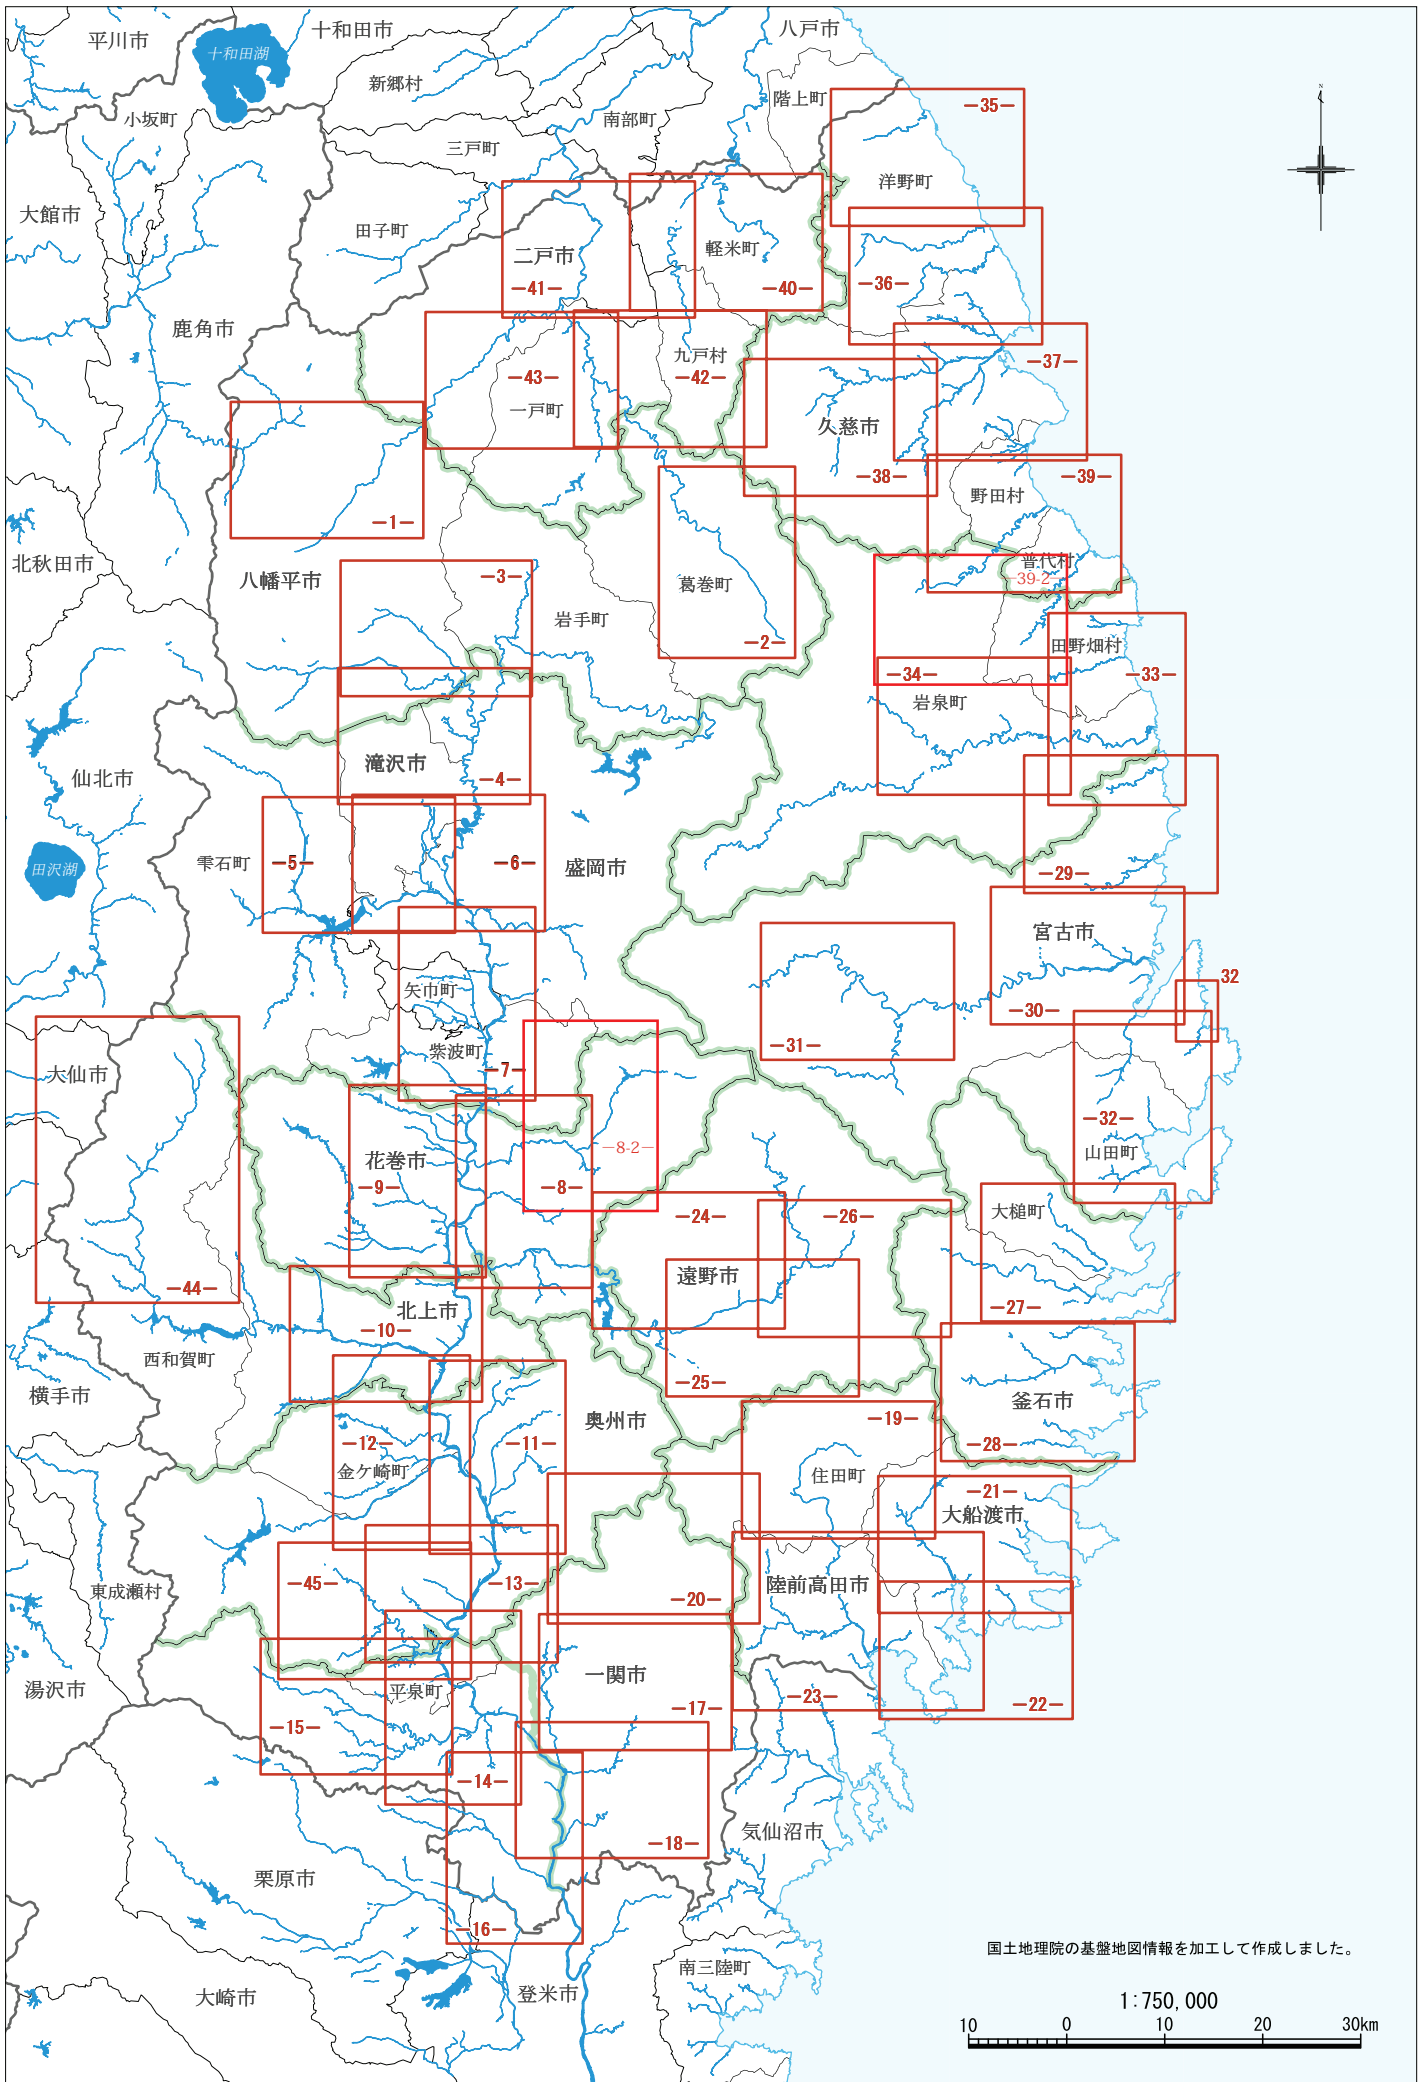 平川市
十和田湖
十和田市
八戸市
新郷村
階上町
-35-
小坂町
南部町
三戸町
N
洋野町
大館市
田子町
二戸市
-41-
軽米町
-40-
-36-
鹿角市
九戸村
-42-
-43-
一戸町
-37-
久慈市
-38-
-39-
野田村
-1-
北秋田市
八幡平市
-3-
岩手町
葛巻町
-2-
普代村
-39-2-
田野畑村
-34-
-33-
岩泉町
仙北市
滝沢市
-4-
田沢湖
雫石町
-5-
-6-
盛岡市
-29-
宮古市
32
-30-
-31-
矢巾町
紫波町
-7-
大仙市
-32-
山田町
-8-2-
花巻市
-9-
-8-
-24-
-26-
大槌町
遠野市
-44-
-27-
北上市
-10-
西和賀町
-25-
横手市
釜石市
奥州市
-19-
-12-
-11-
-28-
金ケ崎町
住田町
-21-
大船渡市
東成瀬村
-45-
-13-
陸前高田市
-20-
湯沢市
平泉町
一関市
-17-
-23-
-22-
-15-
-14-
-18-
気仙沼市
栗原市
-16-
国土地理院の基盤地図情報を加工して作成しました。
南三陸町
大崎市
登米市
1:750,000
10 0 10 20 30km